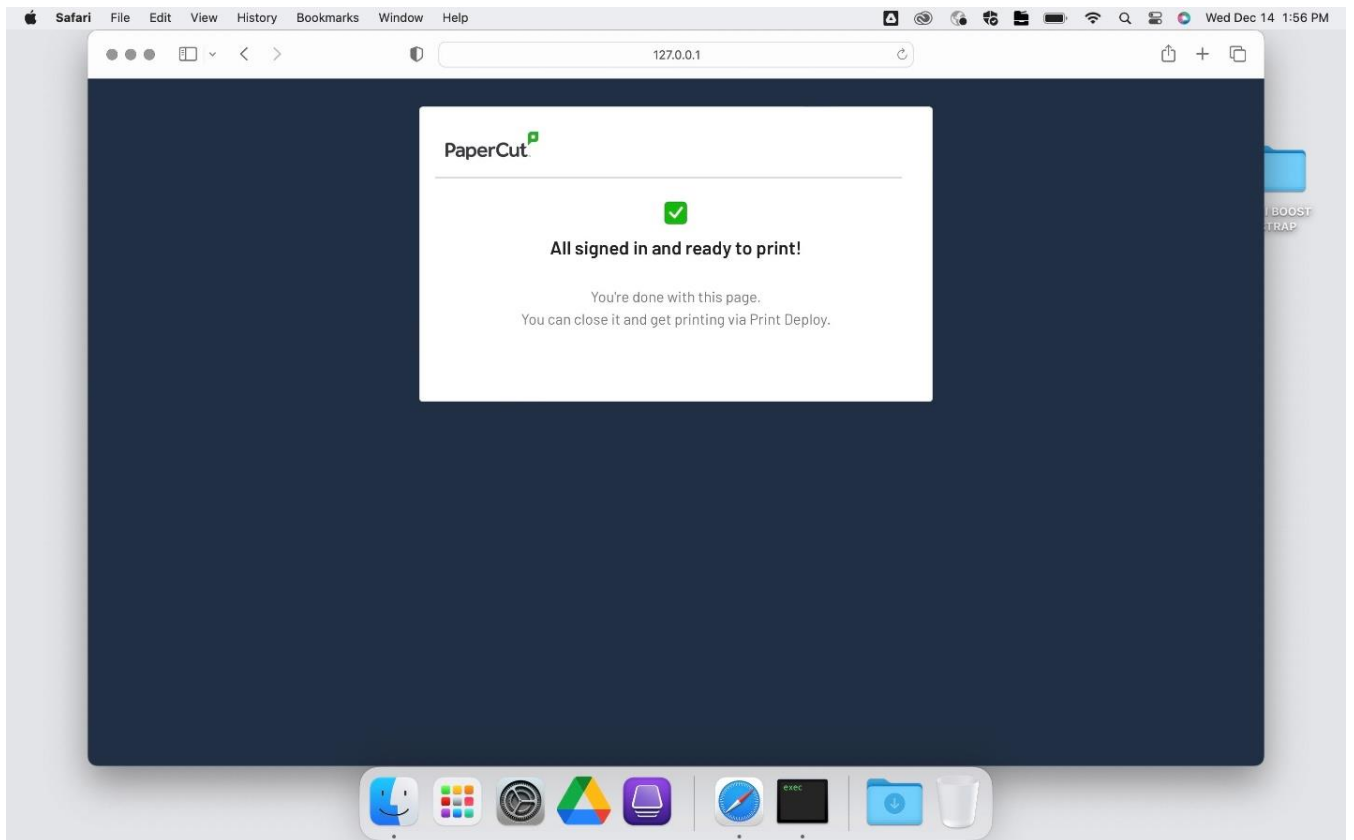 Safari File Edit View History Bookmarks Window Help Wed Dec 14 1:56 PM
127.0.0.1
PaperCut
All signed in and ready to print!
You're done with this page.
You can close it and get printing via Print Deploy.
BOOST
TRAP
exec